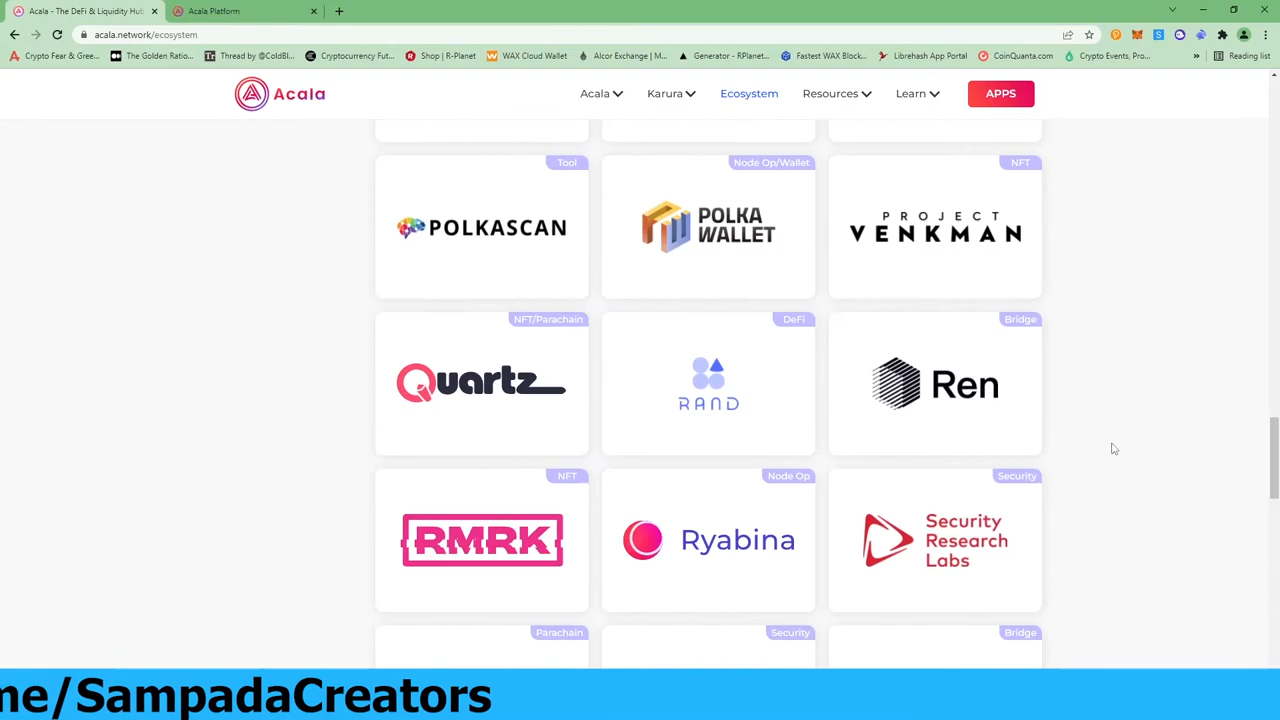 Acala - The DeFi & Liquidity Hu
Acala Platform
acala.network/ecosystem
Crypto Fear & Gree...
The Golden Ratio...
Thread by @ColdBl...
Cryptocurrency Fut...
Shop | R-Planet
WAX Cloud Wallet
Alcor Exchange | M...
Generator - RPlanet...
Fastest WAX Block...
Librehash App Portal
CoinQuanta.com
Crypto Events, Pro...
»
Reading list
Acala
Acala
Karura
Ecosystem
Resources
Learn
APPS
Tool
Node Op/Wallet
NFT
POLKASCAN
POLKA
WALLET
PROJECT
VENKMAN
NFT/Parachain
DeFi
Bridge
Quartz
RAND
Ren
NFT
Node Op
Security
RMRK
Ryabina
Security
Research
Labs
Parachain
Security
Bridge
me/SampadaCreators